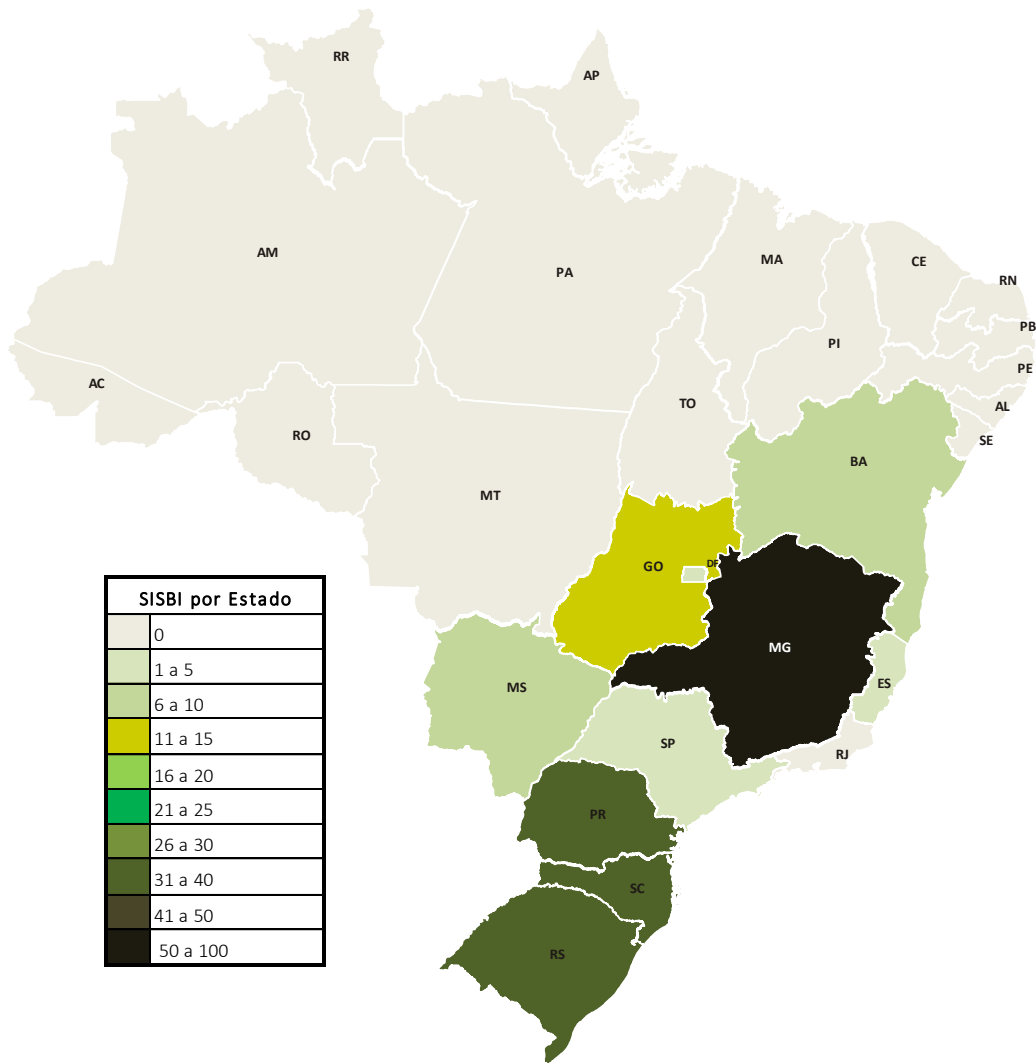 RR
AP
AM
PA
MA
CE
RN
PB
PI
PE
AC
TO
AL
RO
SE
BA
MT
GO
DF
MG
MS
ES
SP
RJ
PR
SC
RS
SISBI por Estado
0
1 a 5
6 a 10
11 a 15
16 a 20
21 a 25
26 a 30
31 a 40
41 a 50
50 a 100